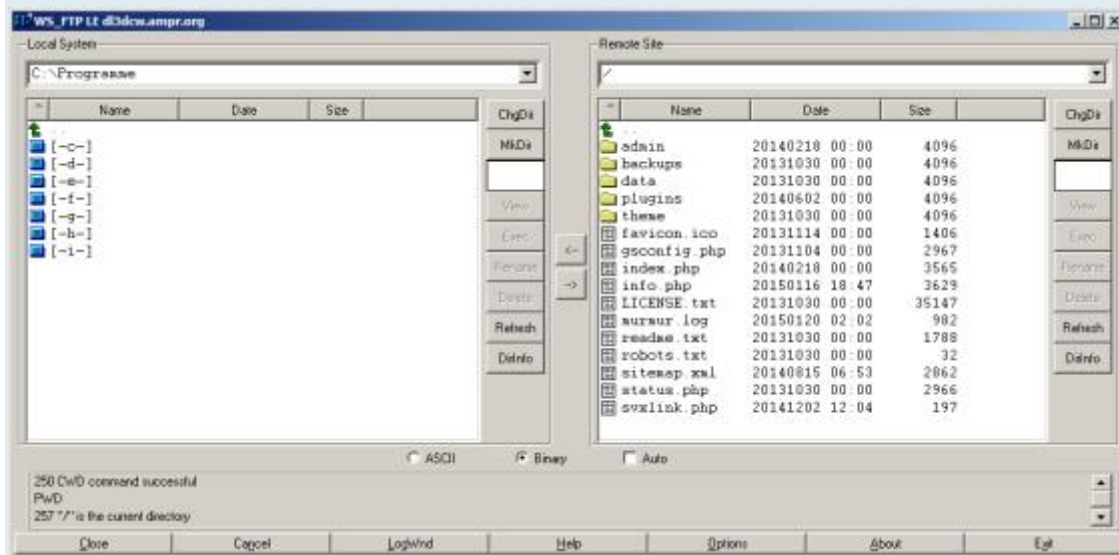 WS_FTP LE dl3dcw.ampr.org
Local System
C:\Programme
^ Name Date Size
..
[-c-]
[-d-]
[-e-]
[-f-]
[-g-]
[-h-]
[-i-]
ChgDir
MkDir
View
Exec
Rename
Delete
Refresh
DirInfo
<-
->
Remote Site
/
^ Name Date Size
..
admin 20140218 00:00 4096
backups 20131030 00:00 4096
data 20131030 00:00 4096
plugins 20140602 00:00 4096
theme 20131030 00:00 4096
favicon.ico 20131114 00:00 1406
gsconfig.php 20131104 00:00 2967
index.php 20140218 00:00 3565
info.php 20150116 18:47 3629
LICENSE.txt 20131030 00:00 35147
murmur.log 20150120 02:02 982
readme.txt 20131030 00:00 1788
robots.txt 20131030 00:00 32
sitemap.xml 20140815 06:53 2862
status.php 20131030 00:00 2966
svxlink.php 20141202 12:04 197
ChgDir
MkDir
View
Exec
Rename
Delete
Refresh
DirInfo
ASCII Binary Auto
250 CWD command successful
PWD
257 "/" is the current directory
Close Cancel LogWnd Help Options About Exit